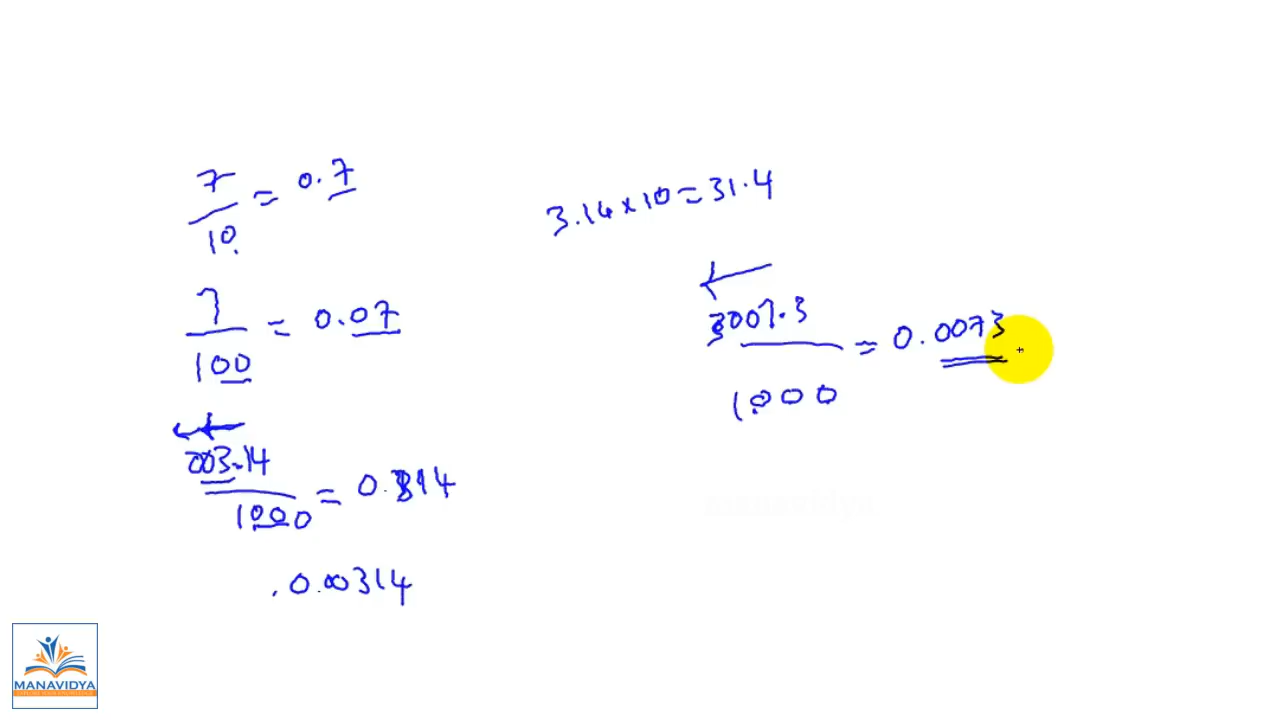 7/10 = 0.7
3.14 × 10 = 31.4
7/100 = 0.07
3007.3/1000 = 0.0073
003.14/1000 = 0.314
.0.00314
manavidya
MANAVIDYA